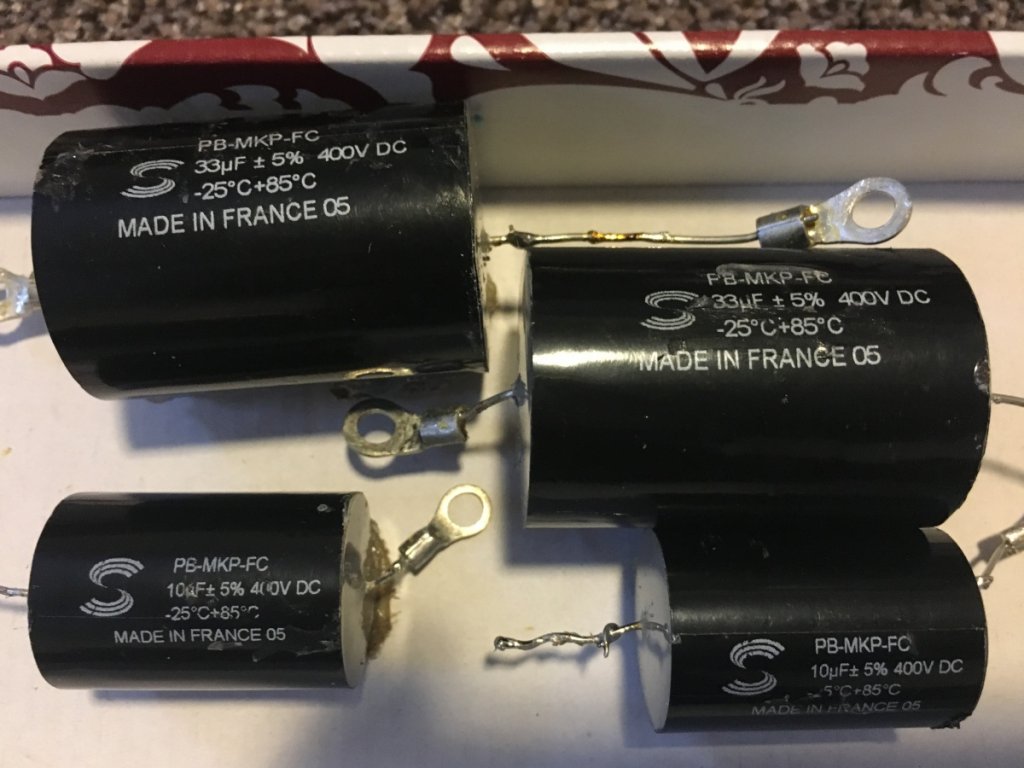 PB-MKP-FC
33µF ± 5% 400V DC
-25°C+85°C
MADE IN FRANCE 05
PB-MKP-FC
33µF ± 5% 400V DC
-25°C+85°C
MADE IN FRANCE 05
PB-MKP-FC
10µF± 5% 400V DC
-25°C+85°C
MADE IN FRANCE 05
PB-MKP-FC
10µF± 5% 400V DC
5°C+85°C
MADE IN FRANCE 05